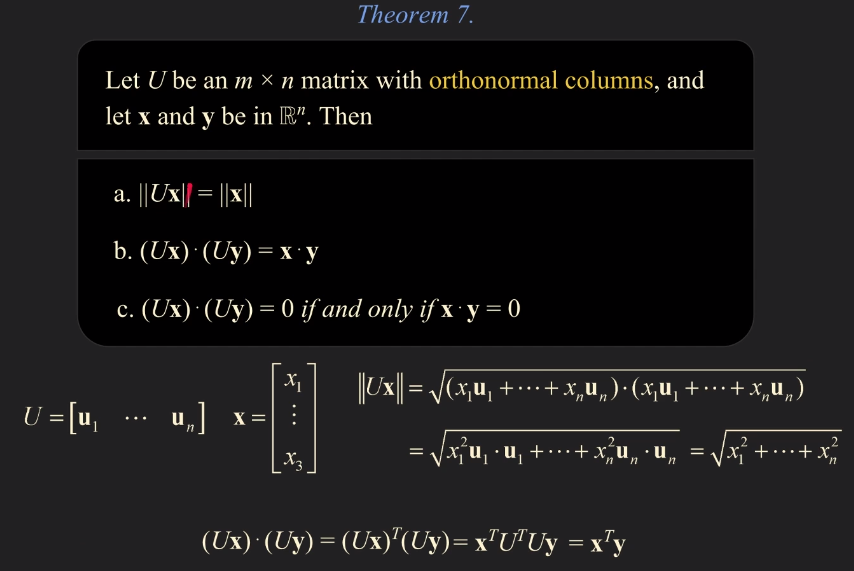 Theorem 7.
Let U be an m × n matrix with orthonormal columns, and
let x and y be in ℝⁿ. Then
a. ||Ux|| = ||x||
b. (Ux) · (Uy) = x · y
c. (Ux) · (Uy) = 0 if and only if x · y = 0
U = [u₁ ⋯ uₙ] x = [x₁ ⋮ x₃]
||Ux|| = √((x₁u₁ + ⋯ + xₙuₙ) · (x₁u₁ + ⋯ + xₙuₙ))
= √(x₁²u₁ · u₁ + ⋯ + xₙ²uₙ · uₙ) = √(x₁² + ⋯ + xₙ²)
(Ux) · (Uy) = (Ux)ᵀ(Uy) = xᵀUᵀUy = xᵀy